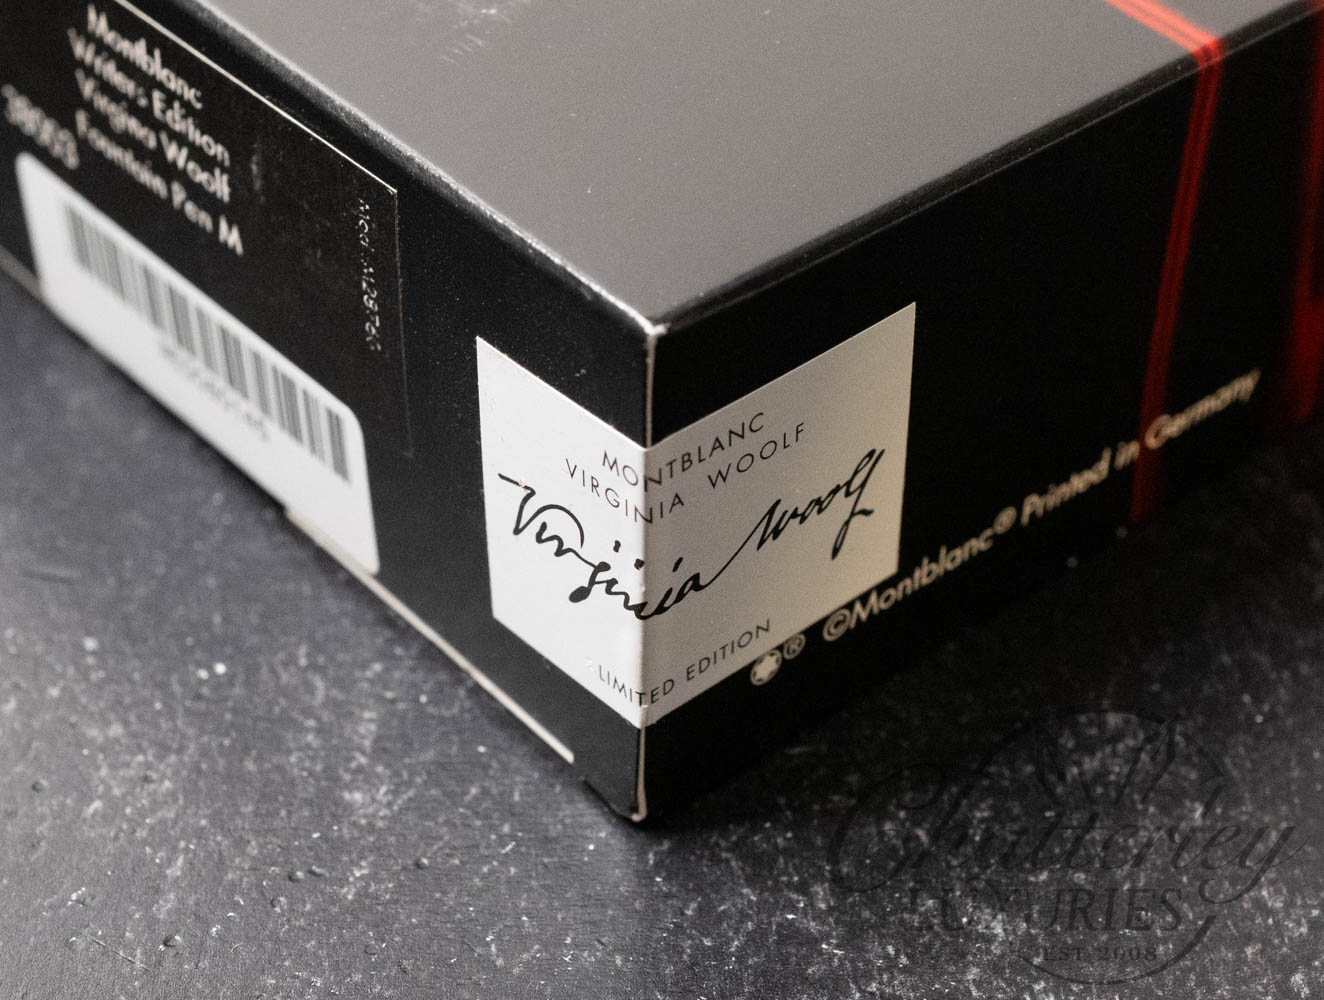 Montblanc
Writers Edition
Virginia Woolf
Fountain Pen M
38003
MONTBLANC
VIRGINIA WOOLF
Virginia Woolf
LIMITED EDITION
® ©Montblanc® Printed in Germany
Chatterley
LUXURIES
EST 2008